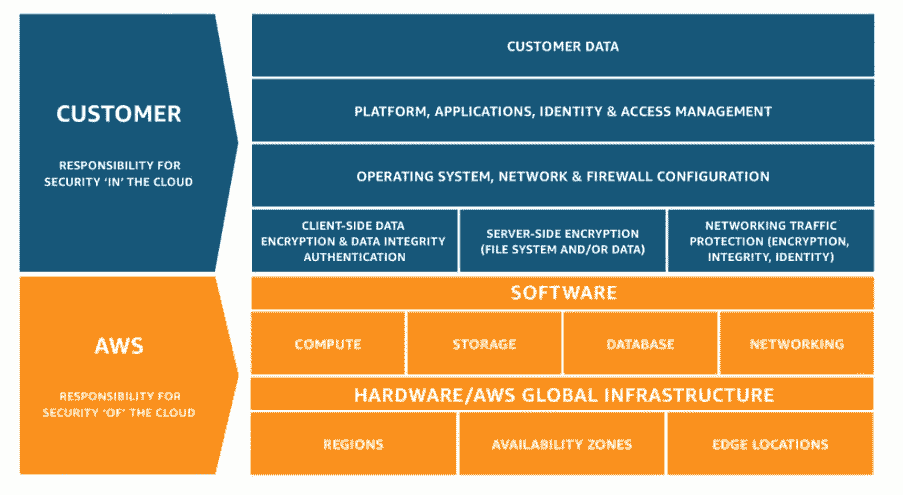 CUSTOMER
RESPONSIBILITY FOR
SECURITY ‘IN’ THE CLOUD
CUSTOMER DATA
PLATFORM, APPLICATIONS, IDENTITY & ACCESS MANAGEMENT
OPERATING SYSTEM, NETWORK & FIREWALL CONFIGURATION
CLIENT-SIDE DATA
ENCRYPTION & DATA INTEGRITY
AUTHENTICATION
SERVER-SIDE ENCRYPTION
(FILE SYSTEM AND/OR DATA)
NETWORKING TRAFFIC
PROTECTION (ENCRYPTION,
INTEGRITY, IDENTITY)
AWS
RESPONSIBILITY FOR
SECURITY ‘OF’ THE CLOUD
SOFTWARE
COMPUTE
STORAGE
DATABASE
NETWORKING
HARDWARE/AWS GLOBAL INFRASTRUCTURE
REGIONS
AVAILABILITY ZONES
EDGE LOCATIONS